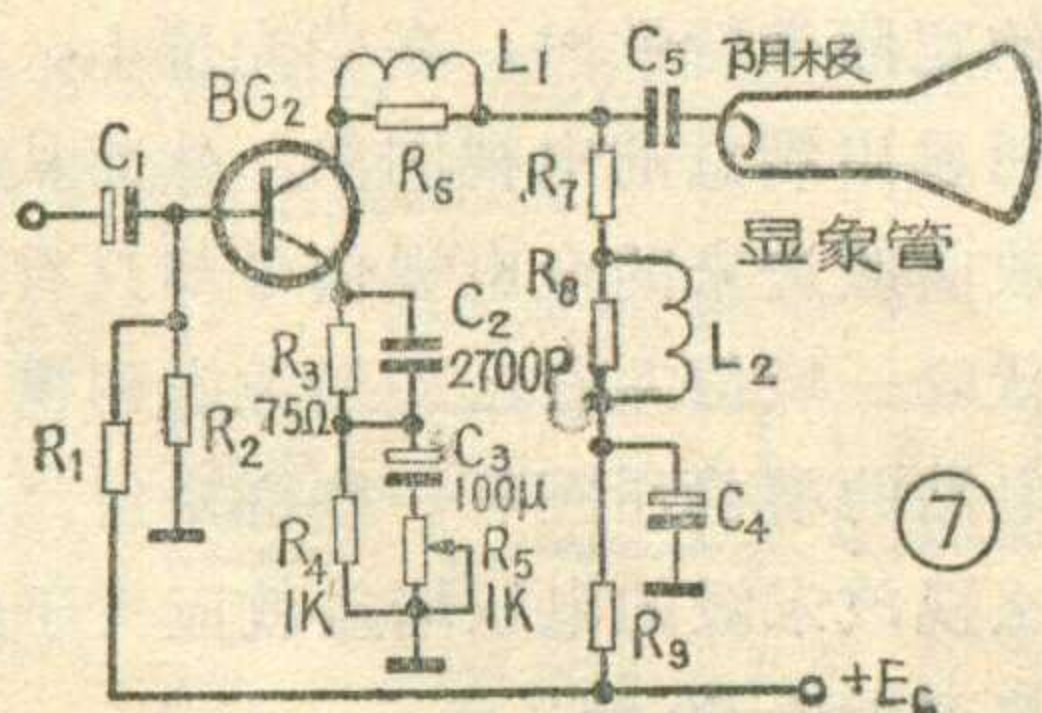 L₁
C₅
阴极
BG₂
C₁
R₆
R₇
显象管
R₈
C₂
2700P
L₂
R₃
75Ω
R₁
R₂
C₃
100μ
C₄
⑦
R₄
1K
R₅
1K
R₉
+E_C